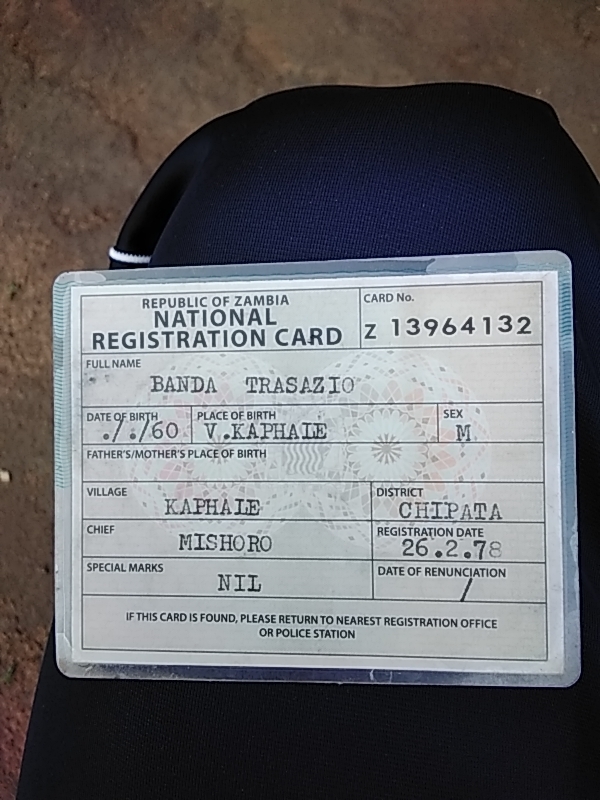 REPUBLIC OF ZAMBIA
NATIONAL
REGISTRATION CARD
CARD No.
Z 13964132
FULL NAME
BANDA TRASAZIO
DATE OF BIRTH
././60
PLACE OF BIRTH
V.KAPHAIE
SEX
M
FATHER'S/MOTHER'S PLACE OF BIRTH
VILLAGE
KAPHAIE
DISTRICT
CHIPATA
CHIEF
MISHORO
REGISTRATION DATE
26.2.78
SPECIAL MARKS
NIL
DATE OF RENUNCIATION
/
IF THIS CARD IS FOUND, PLEASE RETURN TO NEAREST REGISTRATION OFFICE
OR POLICE STATION